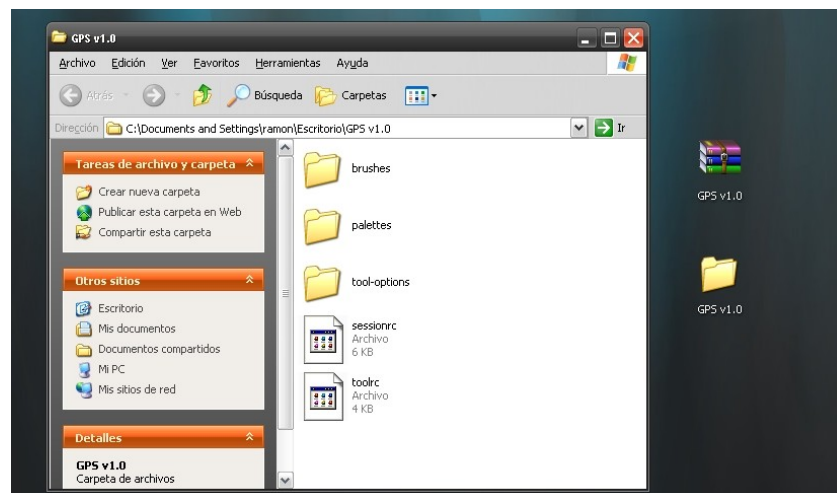 GPS v1.0
Archivo Edición Ver Favoritos Herramientas Ayuda
Atrás Búsqueda Carpetas
Dirección C:\Documents and Settings\ramon\Escritorio\GPS v1.0 Ir
Tareas de archivo y carpeta
Crear nueva carpeta
Publicar esta carpeta en Web
Compartir esta carpeta
Otros sitios
Escritorio
Mis documentos
Documentos compartidos
Mi PC
Mis sitios de red
Detalles
GPS v1.0
Carpeta de archivos
brushes
palettes
tool-options
sessionrc
Archivo
6 KB
toolrc
Archivo
4 KB
GPS v1.0
GPS v1.0